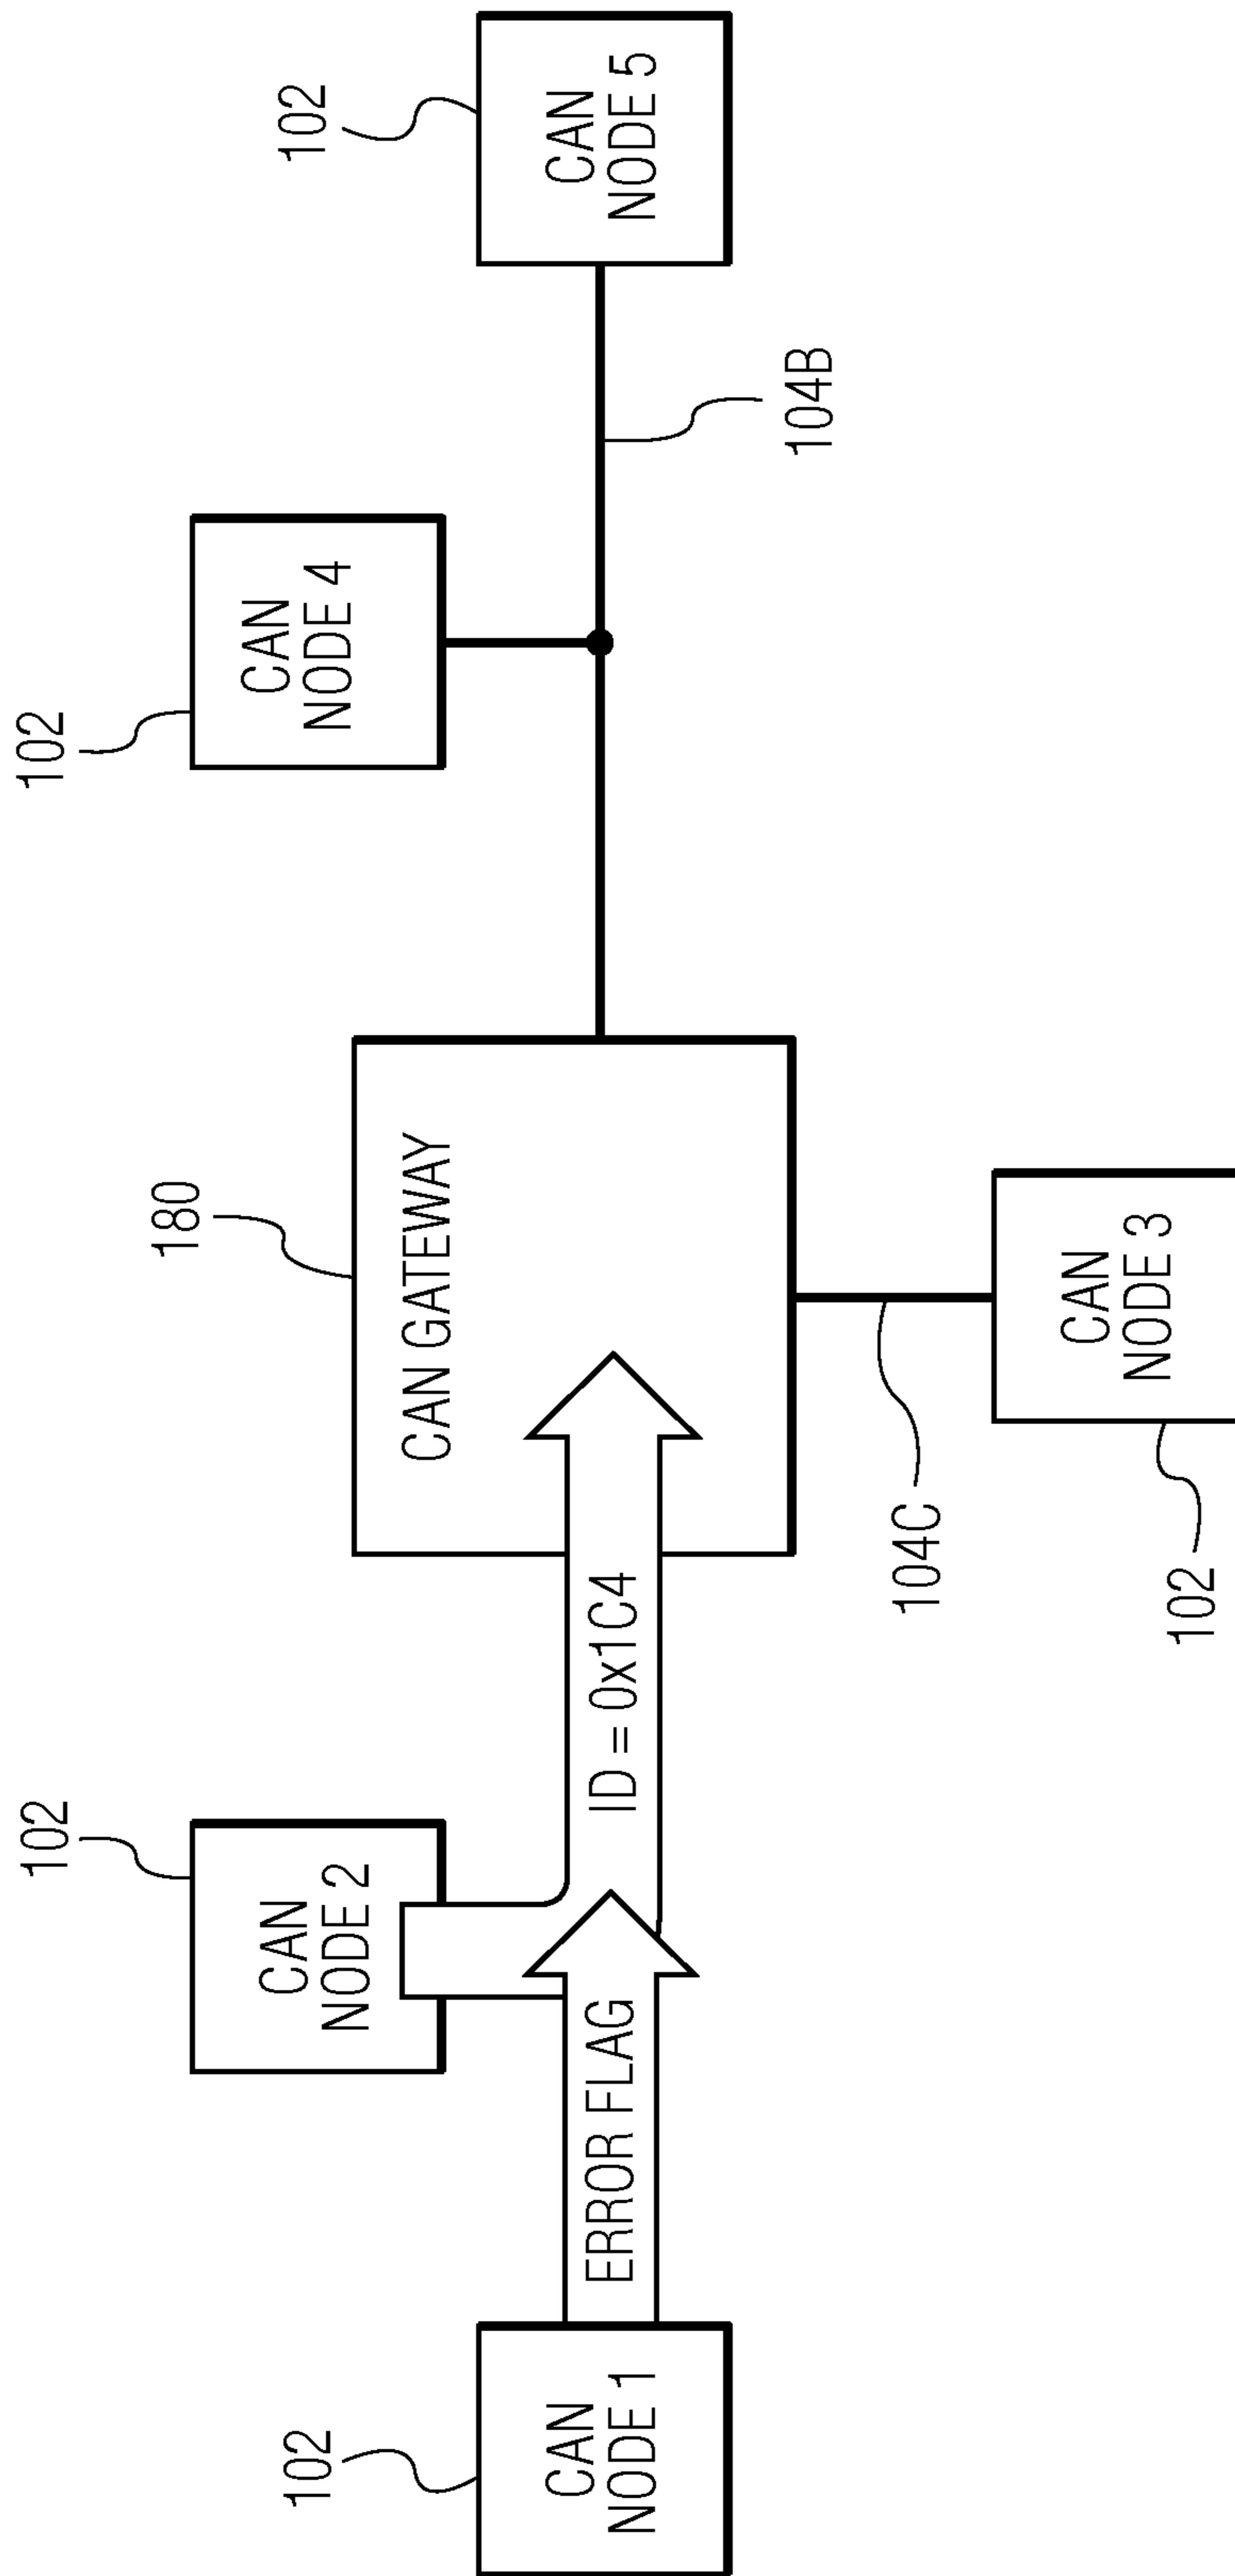 102
CAN
NODE 1
ERROR FLAG
102
CAN
NODE 2
ID = 0x1C4
180
CAN GATEWAY
104C
102
CAN
NODE 3
102
CAN
NODE 4
104B
102
CAN
NODE 5